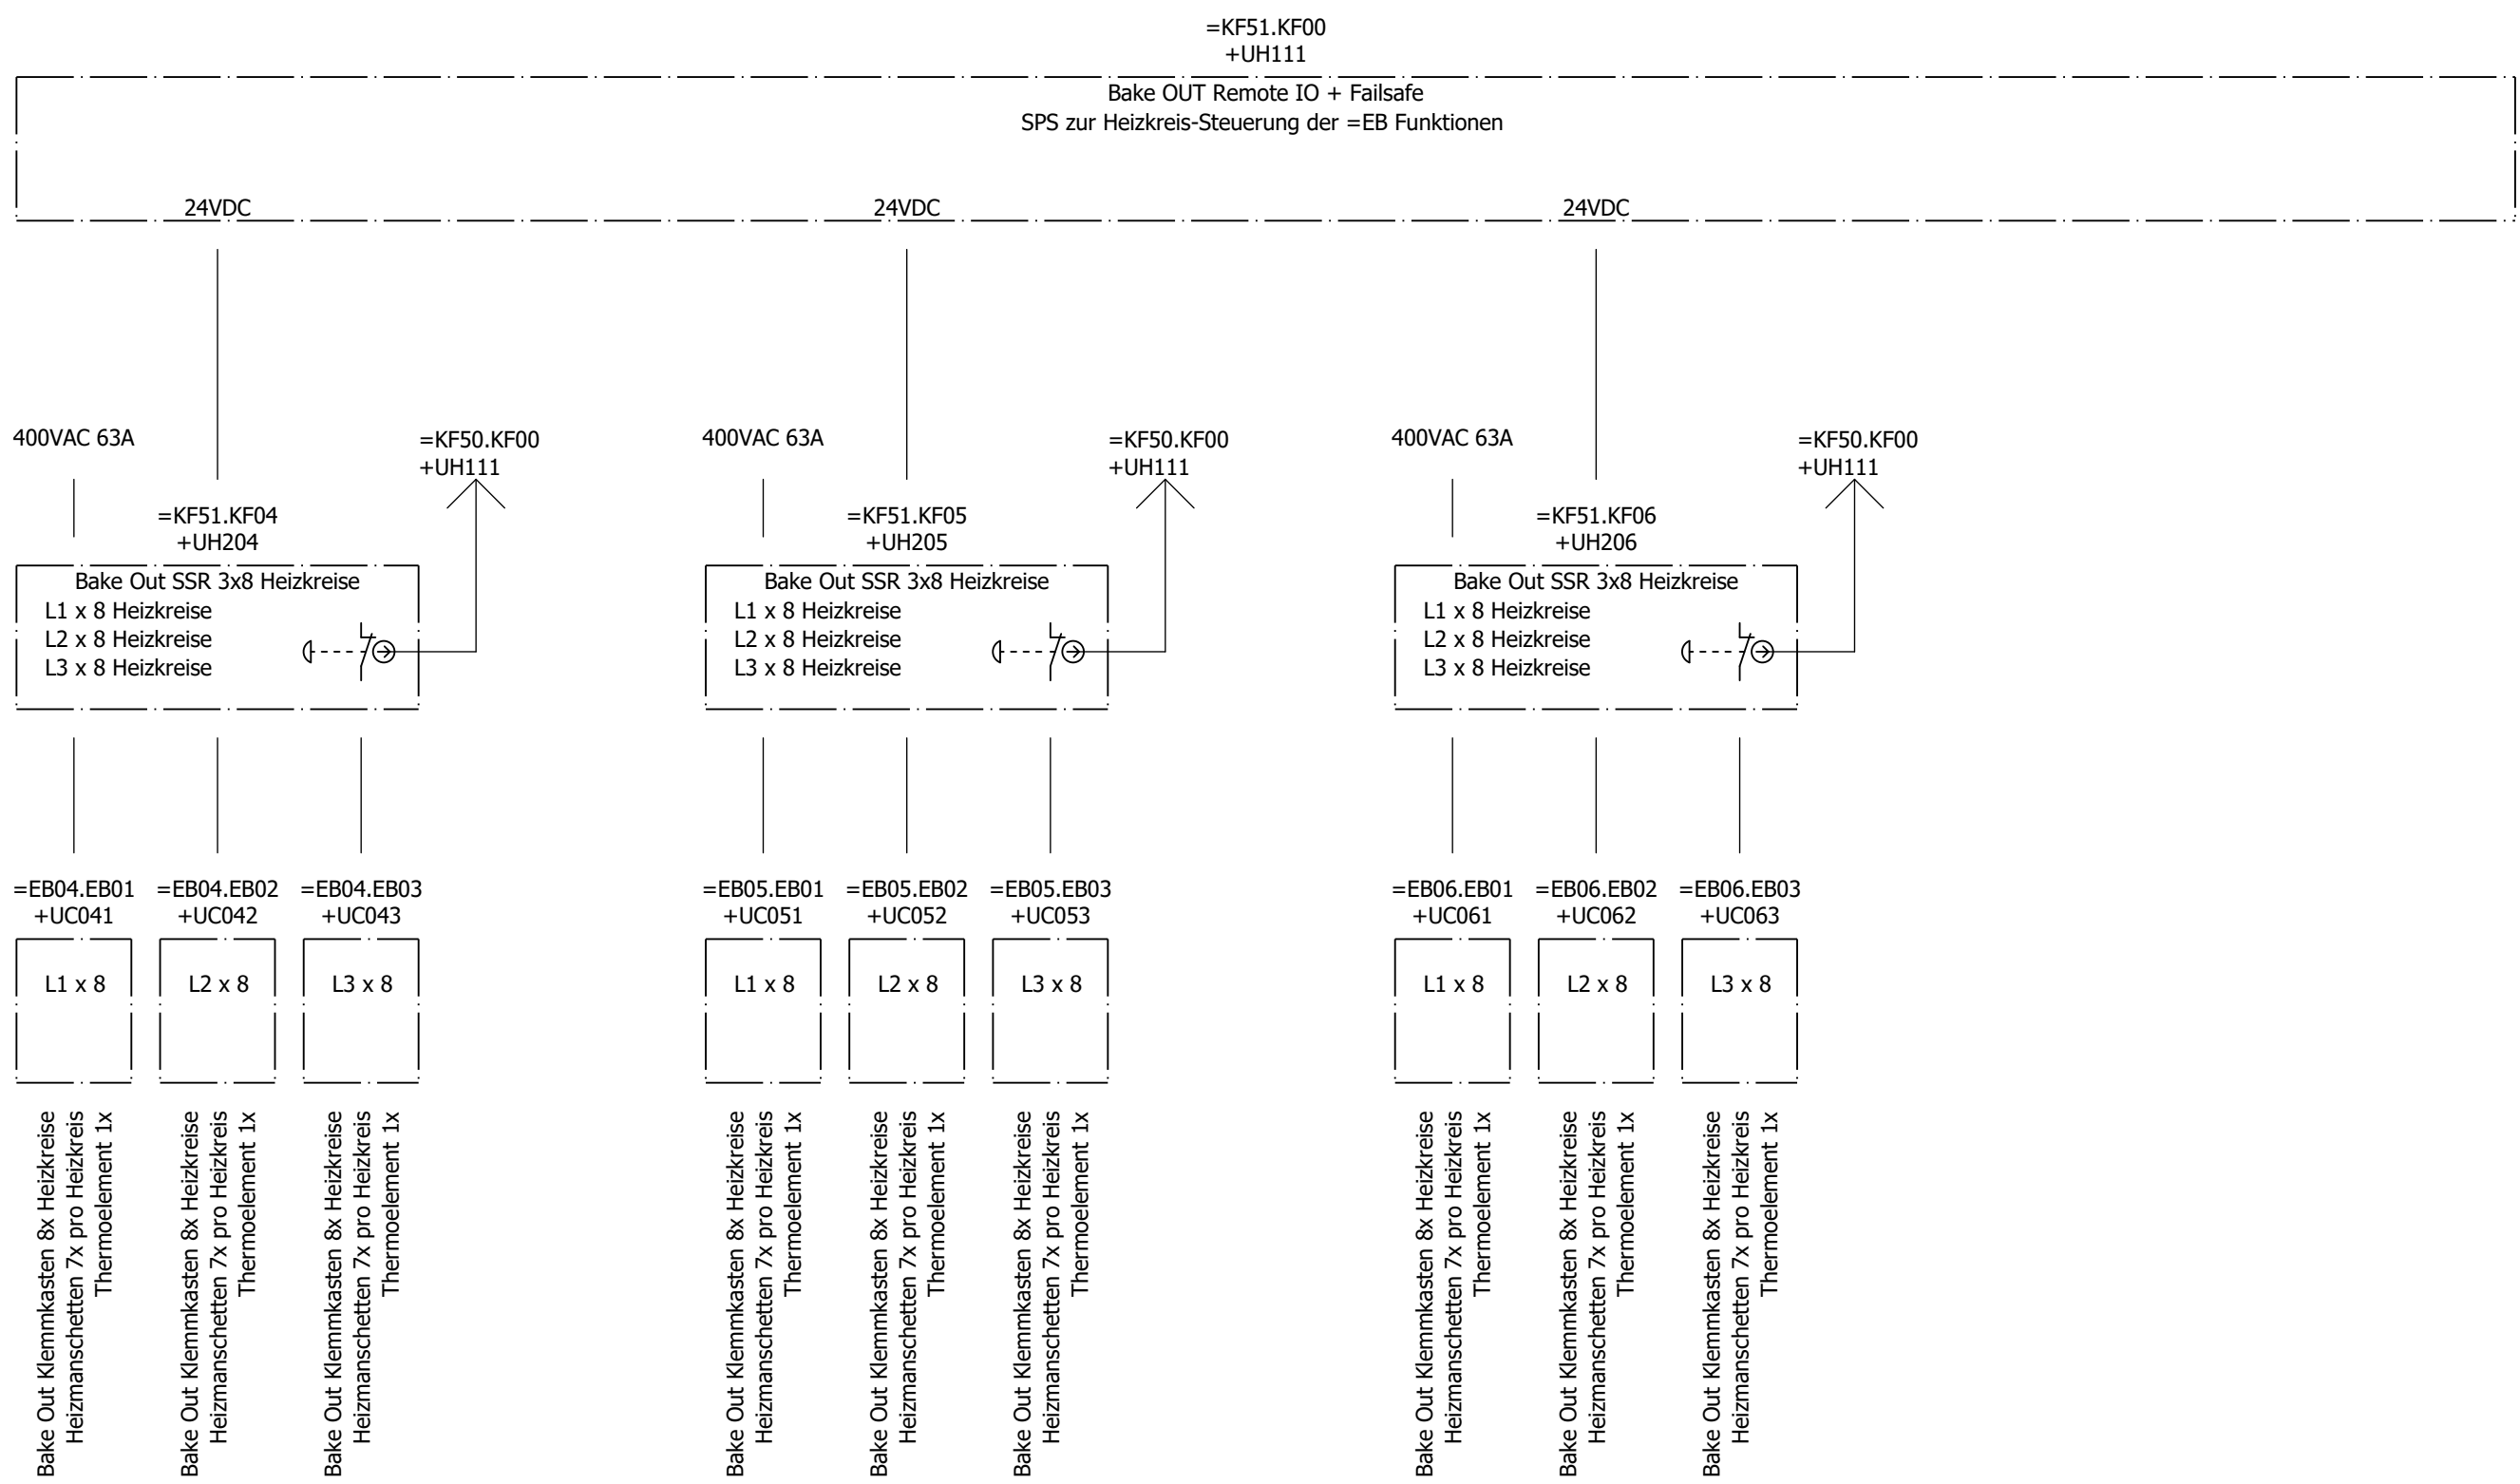 =KF51.KF00
+UH111
Bake OUT Remote IO + Failsafe
SPS zur Heizkreis-Steuerung der =EB Funktionen
24VDC
24VDC
24VDC
400VAC 63A
=KF50.KF00
+UH111
=KF51.KF04
+UH204
Bake Out SSR 3x8 Heizkreise
L1 x 8 Heizkreise
L2 x 8 Heizkreise
L3 x 8 Heizkreise
400VAC 63A
=KF50.KF00
+UH111
=KF51.KF05
+UH205
Bake Out SSR 3x8 Heizkreise
L1 x 8 Heizkreise
L2 x 8 Heizkreise
L3 x 8 Heizkreise
400VAC 63A
=KF50.KF00
+UH111
=KF51.KF06
+UH206
Bake Out SSR 3x8 Heizkreise
L1 x 8 Heizkreise
L2 x 8 Heizkreise
L3 x 8 Heizkreise
=EB04.EB01
+UC041
L1 x 8
Bake Out Klemmkasten 8x Heizkreise
Heizmanschetten 7x pro Heizkreis
Thermoelement 1x
=EB04.EB02
+UC042
L2 x 8
Bake Out Klemmkasten 8x Heizkreise
Heizmanschetten 7x pro Heizkreis
Thermoelement 1x
=EB04.EB03
+UC043
L3 x 8
Bake Out Klemmkasten 8x Heizkreise
Heizmanschetten 7x pro Heizkreis
Thermoelement 1x
=EB05.EB01
+UC051
L1 x 8
Bake Out Klemmkasten 8x Heizkreise
Heizmanschetten 7x pro Heizkreis
Thermoelement 1x
=EB05.EB02
+UC052
L2 x 8
Bake Out Klemmkasten 8x Heizkreise
Heizmanschetten 7x pro Heizkreis
Thermoelement 1x
=EB05.EB03
+UC053
L3 x 8
Bake Out Klemmkasten 8x Heizkreise
Heizmanschetten 7x pro Heizkreis
Thermoelement 1x
=EB06.EB01
+UC061
L1 x 8
Bake Out Klemmkasten 8x Heizkreise
Heizmanschetten 7x pro Heizkreis
Thermoelement 1x
=EB06.EB02
+UC062
L2 x 8
Bake Out Klemmkasten 8x Heizkreise
Heizmanschetten 7x pro Heizkreis
Thermoelement 1x
=EB06.EB03
+UC063
L3 x 8
Bake Out Klemmkasten 8x Heizkreise
Heizmanschetten 7x pro Heizkreis
Thermoelement 1x